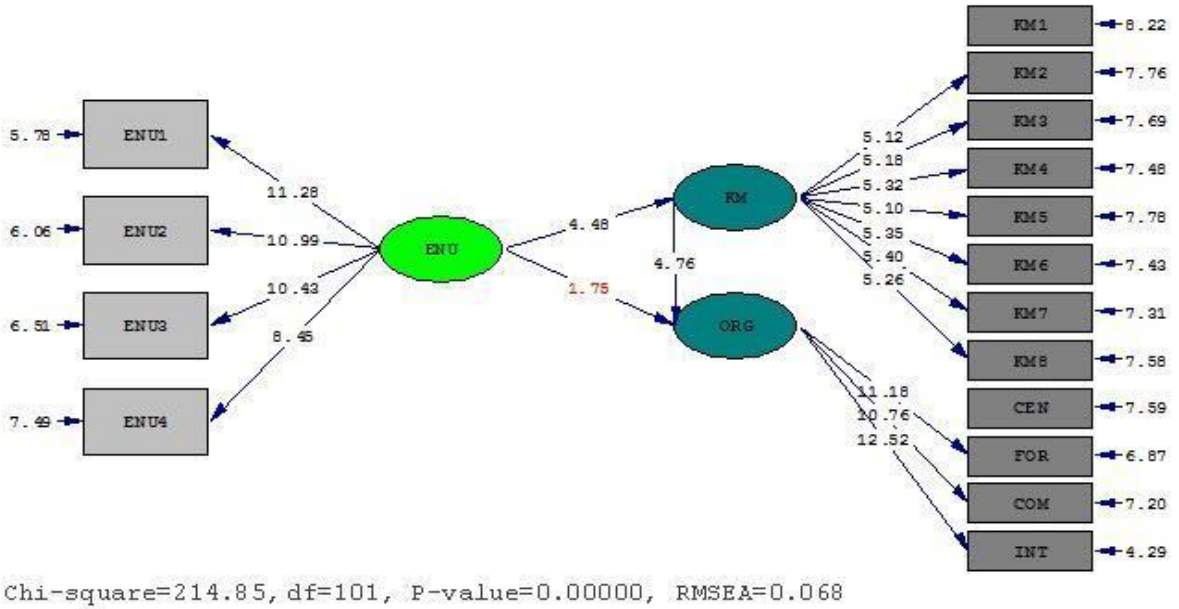 KM1 8.22
KM2 7.76
KM3 7.69
5.78 ENU1
5.12
5.18
KM4 7.48
5.32
11.28
KM KM5 7.78
5.10
4.48
6.06 ENU2
10.99
5.35
ENU
5.40
KM6 7.43
4.76
5.26
10.43
1.75
KM7 7.31
6.51 ENU3
ORG
8.45
KM8 7.58
11.18
CEN 7.59
10.76
7.49 ENU4
12.52
FOR 6.87
COM 7.20
INT 4.29
Chi-square=214.85, df=101, P-value=0.00000, RMSEA=0.068